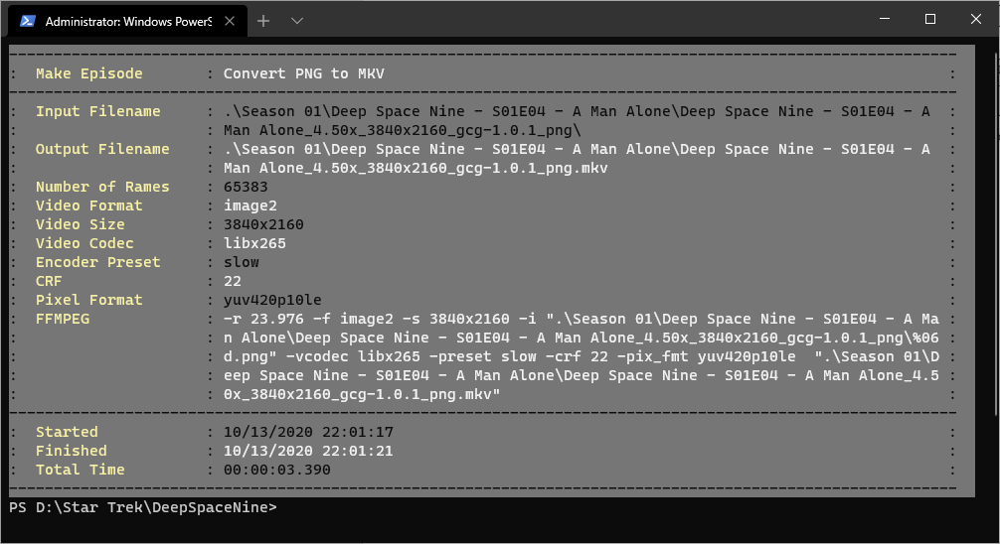 Administrator: Windows PowerS
: Make Episode : Convert PNG to MKV :
: Input Filename : .\Season 01\Deep Space Nine - S01E04 - A Man Alone\Deep Space Nine - S01E04 - A :
: : Man Alone_4.50x_3840x2160_gcg-1.0.1_png\ :
: Output Filename : .\Season 01\Deep Space Nine - S01E04 - A Man Alone\Deep Space Nine - S01E04 - A :
: : Man Alone_4.50x_3840x2160_gcg-1.0.1_png.mkv :
: Number of Rames : 65383 :
: Video Format : image2 :
: Video Size : 3840x2160 :
: Video Codec : libx265 :
: Encoder Preset : slow :
: CRF : 22 :
: Pixel Format : yuv420p10le :
: FFMPEG : -r 23.976 -f image2 -s 3840x2160 -i ".\Season 01\Deep Space Nine - S01E04 - A Ma :
: : n Alone\Deep Space Nine - S01E04 - A Man Alone_4.50x_3840x2160_gcg-1.0.1_png\%06 :
: : d.png" -vcodec libx265 -preset slow -crf 22 -pix_fmt yuv420p10le  ".\Season 01\D :
: : eep Space Nine - S01E04 - A Man Alone\Deep Space Nine - S01E04 - A Man Alone_4.5 :
: : 0x_3840x2160_gcg-1.0.1_png.mkv" :
: Started : 10/13/2020 22:01:17 :
: Finished : 10/13/2020 22:01:21 :
: Total Time : 00:00:03.390 :
PS D:\Star Trek\DeepSpaceNine>